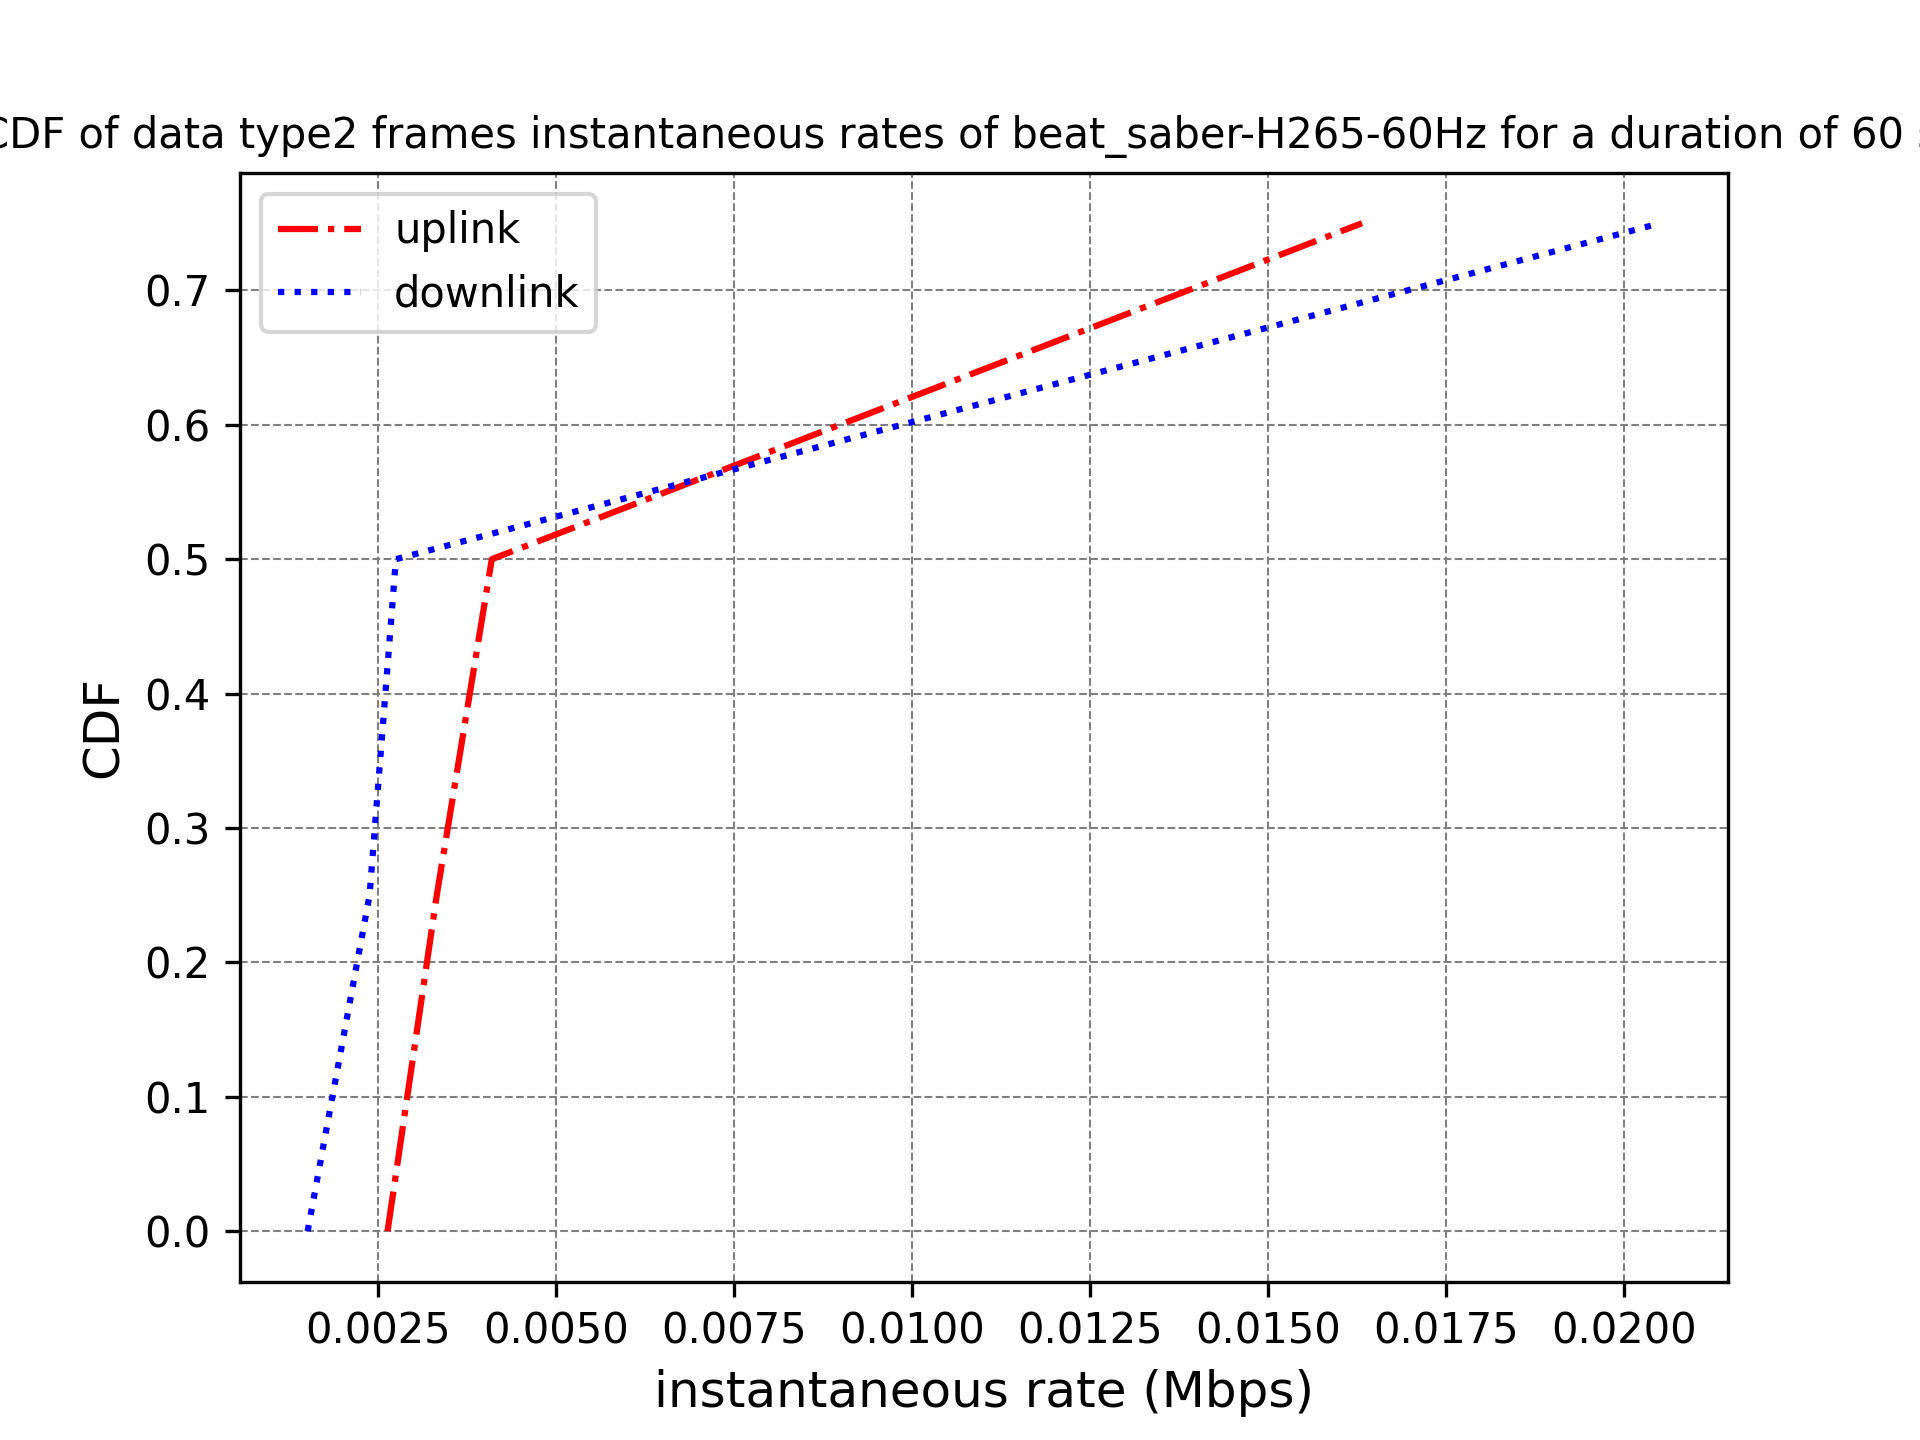 CDF of data type2 frames instantaneous rates of beat_saber-H265-60Hz for a duration of 60
uplink
downlink
0.7
0.6
0.5
0.4
0.3
0.2
0.1
0.0
CDF
0.0025 0.0050 0.0075 0.0100 0.0125 0.0150 0.0175 0.0200
instantaneous rate (Mbps)